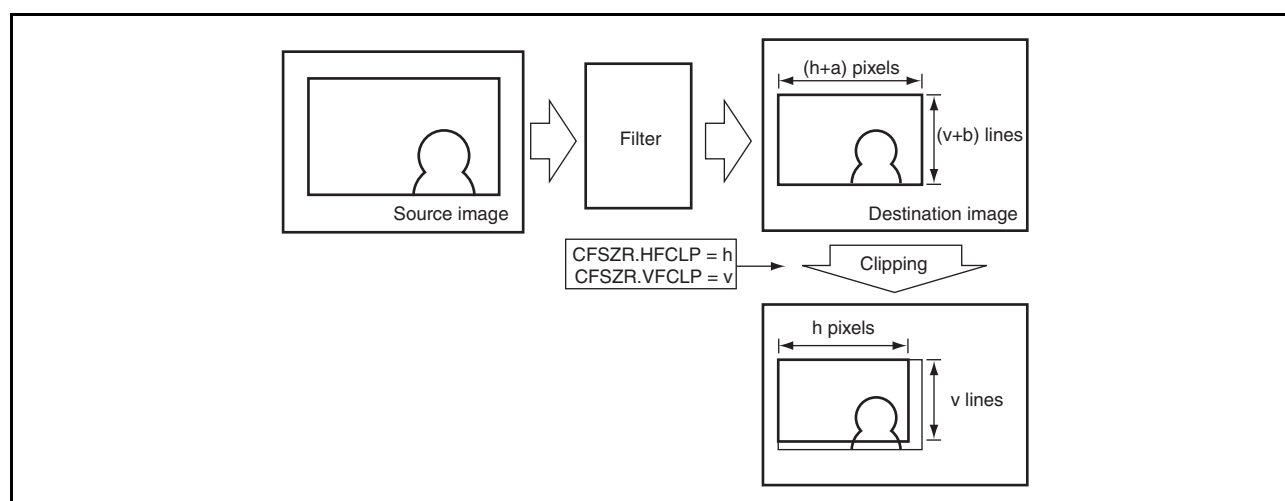 Source image
Filter
(h+a) pixels
(v+b) lines
Destination image
CFSZR.HFCLP = h
CFSZR.VFCLP = v
Clipping
h pixels
v lines